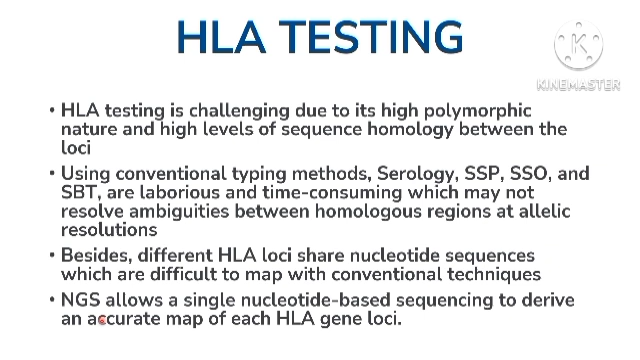 HLA TESTING
K
KINEMASTER
• HLA testing is challenging due to its high polymorphic
nature and high levels of sequence homology between the
loci
• Using conventional typing methods, Serology, SSP, SSO, and
SBT, are laborious and time-consuming which may not
resolve ambiguities between homologous regions at allelic
resolutions
• Besides, different HLA loci share nucleotide sequences
which are difficult to map with conventional techniques
• NGS allows a single nucleotide-based sequencing to derive
an accurate map of each HLA gene loci.